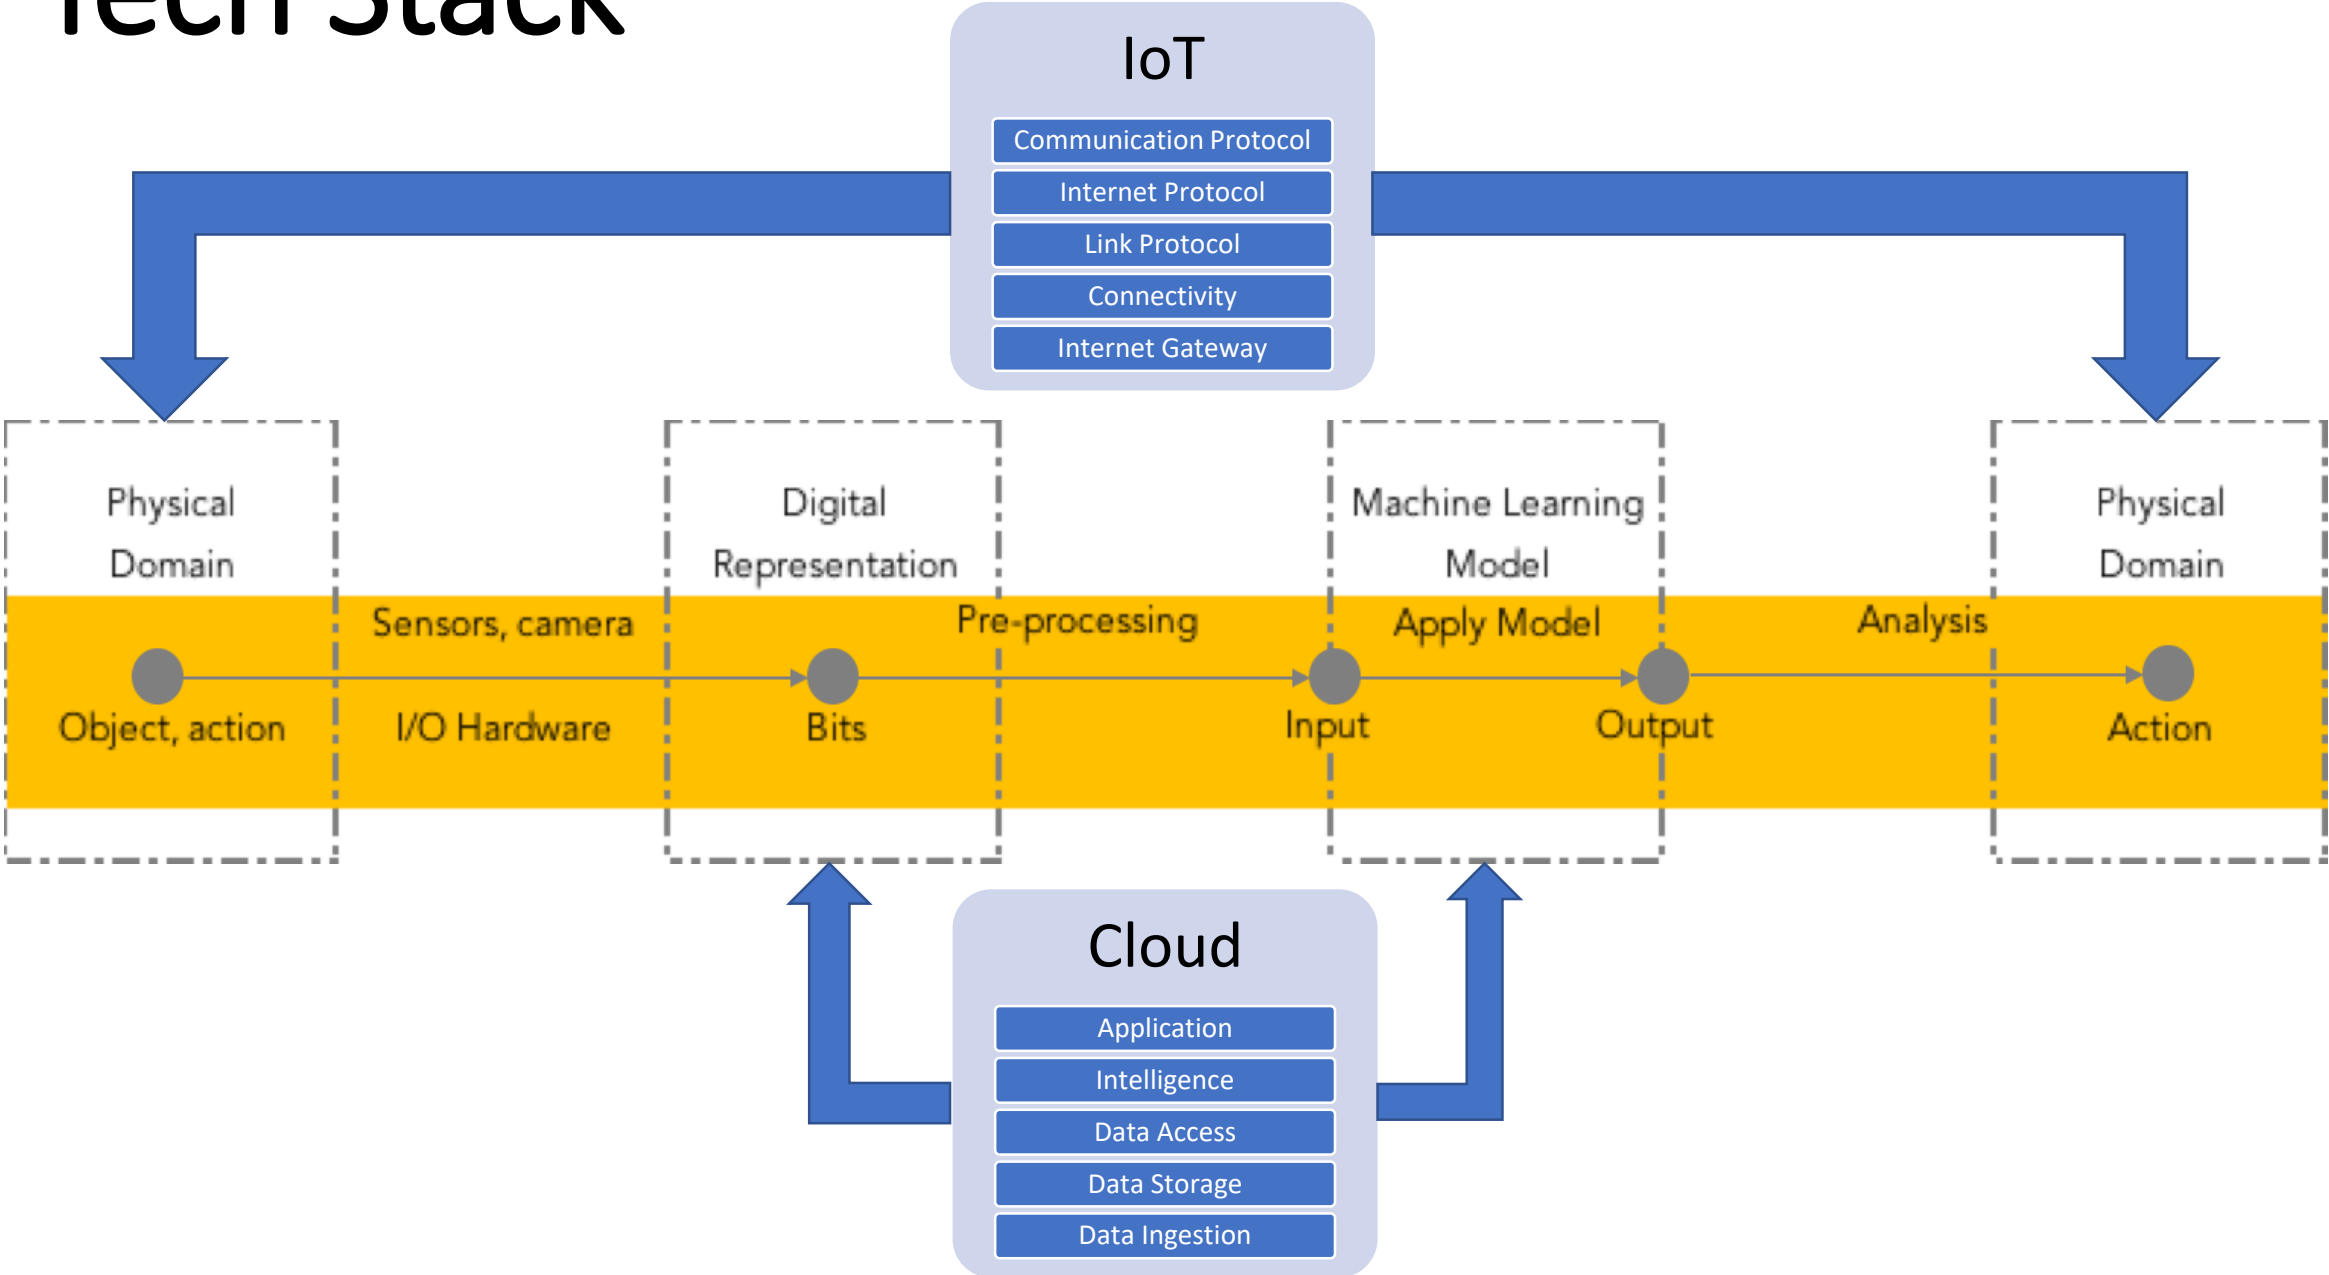 Tech Stack
IoT
Communication Protocol
Internet Protocol
Link Protocol
Connectivity
Internet Gateway
Physical
Domain
Digital
Representation
Machine Learning
Model
Physical
Domain
Sensors, camera
Pre-processing
Apply Model
Analysis
Object, action
I/O Hardware
Bits
Input
Output
Action
Cloud
Application
Intelligence
Data Access
Data Storage
Data Ingestion